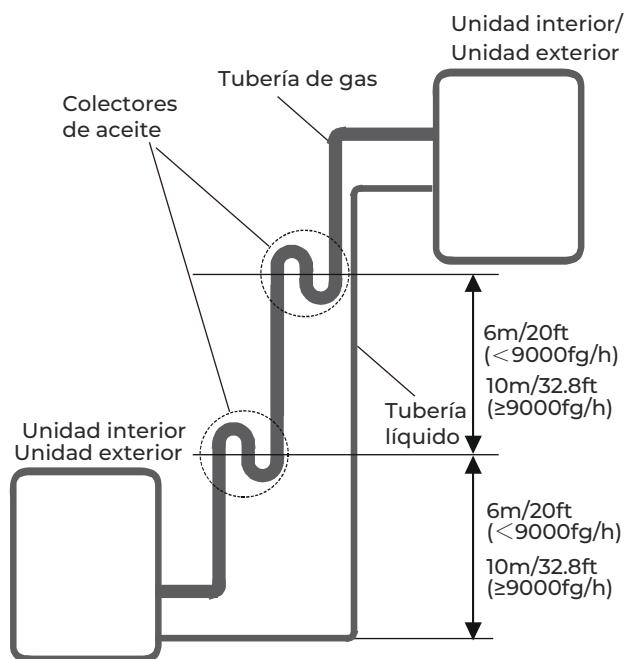 Unidad interior/
Unidad exterior
Tubería de gas
Colectores
de aceite
6m/20ft
(<9000fg/h)
10m/32.8ft
(≥9000fg/h)
Tubería
líquido
Unidad interior
Unidad exterior
6m/20ft
(<9000fg/h)
10m/32.8ft
(≥9000fg/h)